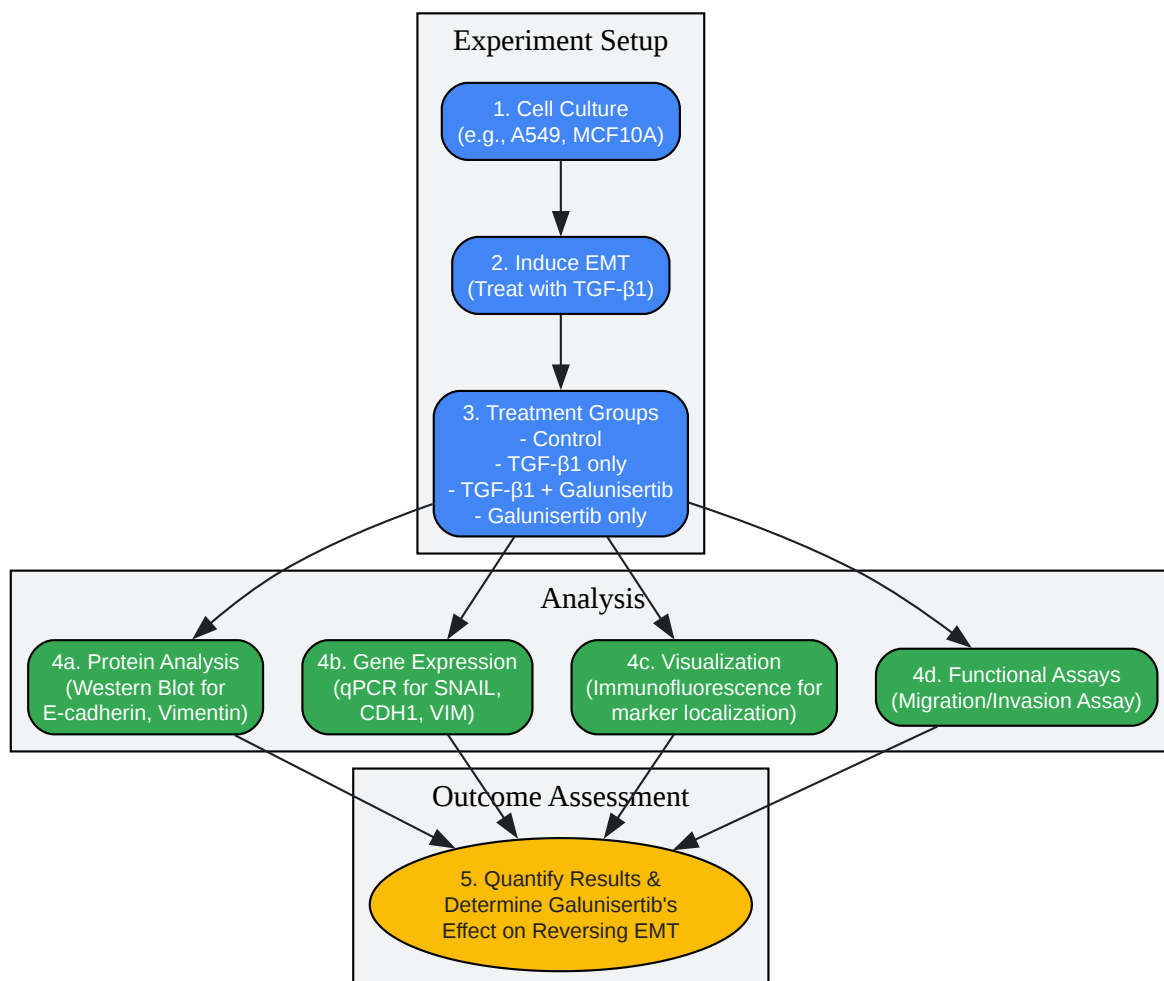 Experiment Setup
1. Cell Culture
(e.g., A549, MCF10A)
2. Induce EMT
(Treat with TGF-β1)
3. Treatment Groups
- Control
- TGF-β1 only
- TGF-β1 + Galunisertib
- Galunisertib only
Analysis
4a. Protein Analysis
(Western Blot for
E-cadherin, Vimentin)
4b. Gene Expression
(qPCR for SNAIL,
CDH1, VIM)
4c. Visualization
(Immunofluorescence for
marker localization)
4d. Functional Assays
(Migration/Invasion Assay)
Outcome Assessment
5. Quantify Results &
Determine Galunisertib's
Effect on Reversing EMT